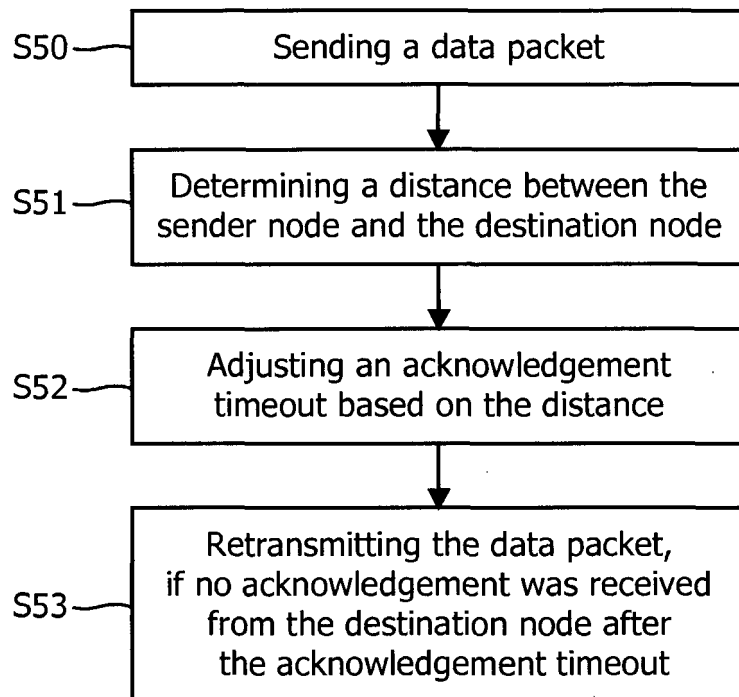 S50
Sending a data packet
S51
Determining a distance between the
sender node and the destination node
S52
Adjusting an acknowledgement
timeout based on the distance
S53
Retransmitting the data packet,
if no acknowledgement was received
from the destination node after
the acknowledgement timeout